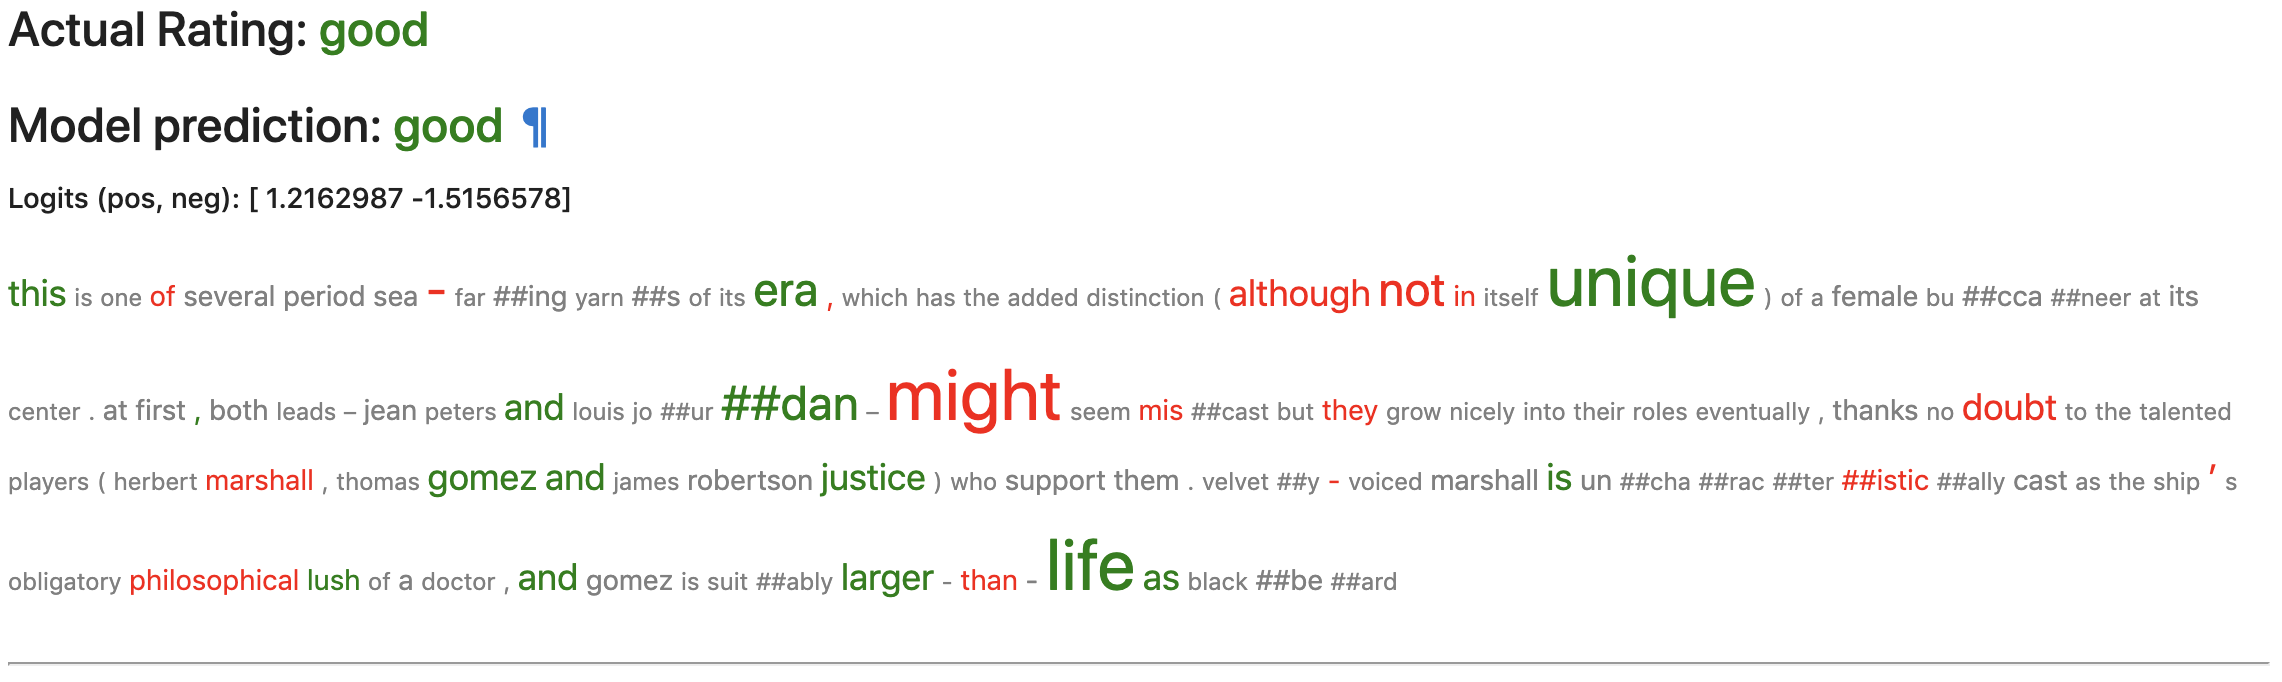 Actual Rating: good
Model prediction: good ¶
Logits (pos, neg): [ 1.2162987 -1.5156578]
this is one of several period sea - far ##ing yarn ##s of its era , which has the added distinction ( although not in itself unique ) of a female bu ##cca ##neer at its
center . at first , both leads – jean peters and louis jo ##ur ##dan – might seem mis ##cast but they grow nicely into their roles eventually , thanks no doubt to the talented
players ( herbert marshall , thomas gomez and james robertson justice ) who support them . velvet ##y - voiced marshall is un ##cha ##rac ##ter ##istic ##ally cast as the ship ' s
obligatory philosophical lush of a doctor , and gomez is suit ##ably larger - than - life as black ##be ##ard